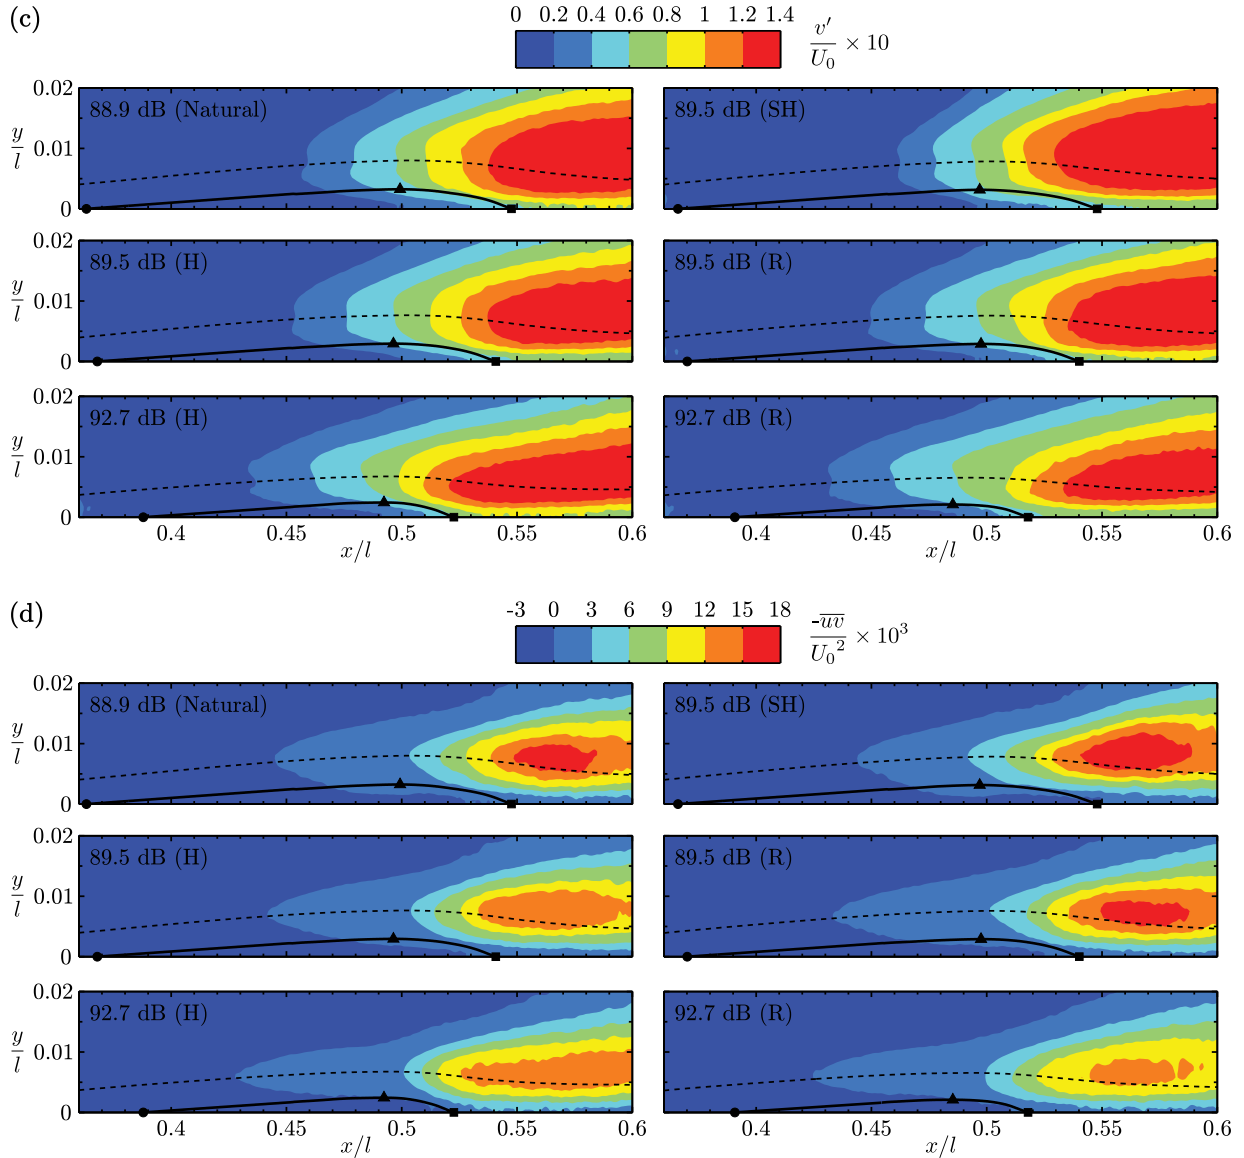 (c)
0 0.2 0.4 0.6 0.8 1 1.2 1.4
v′/U₀ × 10
88.9 dB (Natural)
89.5 dB (SH)
0.02
0.01
0
y/l
89.5 dB (H)
89.5 dB (R)
0.02
0.01
0
y/l
92.7 dB (H)
92.7 dB (R)
0.02
0.01
0
y/l
0.4 0.45 0.5 0.55 0.6
0.4 0.45 0.5 0.55 0.6
x/l
x/l
(d)
-3 0 3 6 9 12 15 18
-u̅v̅/U₀² × 10³
88.9 dB (Natural)
89.5 dB (SH)
0.02
0.01
0
y/l
89.5 dB (H)
89.5 dB (R)
0.02
0.01
0
y/l
92.7 dB (H)
92.7 dB (R)
0.02
0.01
0
y/l
0.4 0.45 0.5 0.55 0.6
0.4 0.45 0.5 0.55 0.6
x/l
x/l